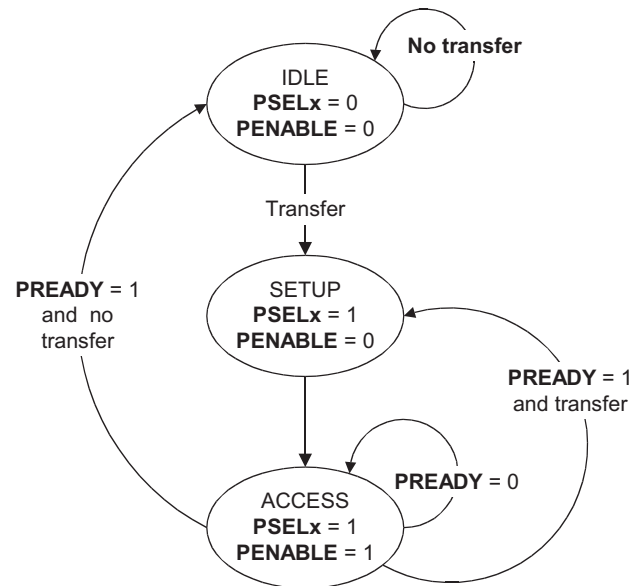 No transfer
IDLE
PSELx = 0
PENABLE = 0
Transfer
SETUP
PSELx = 1
PENABLE = 0
PREADY = 1
and no
transfer
PREADY = 1
and transfer
PREADY = 0
ACCESS
PSELx = 1
PENABLE = 1